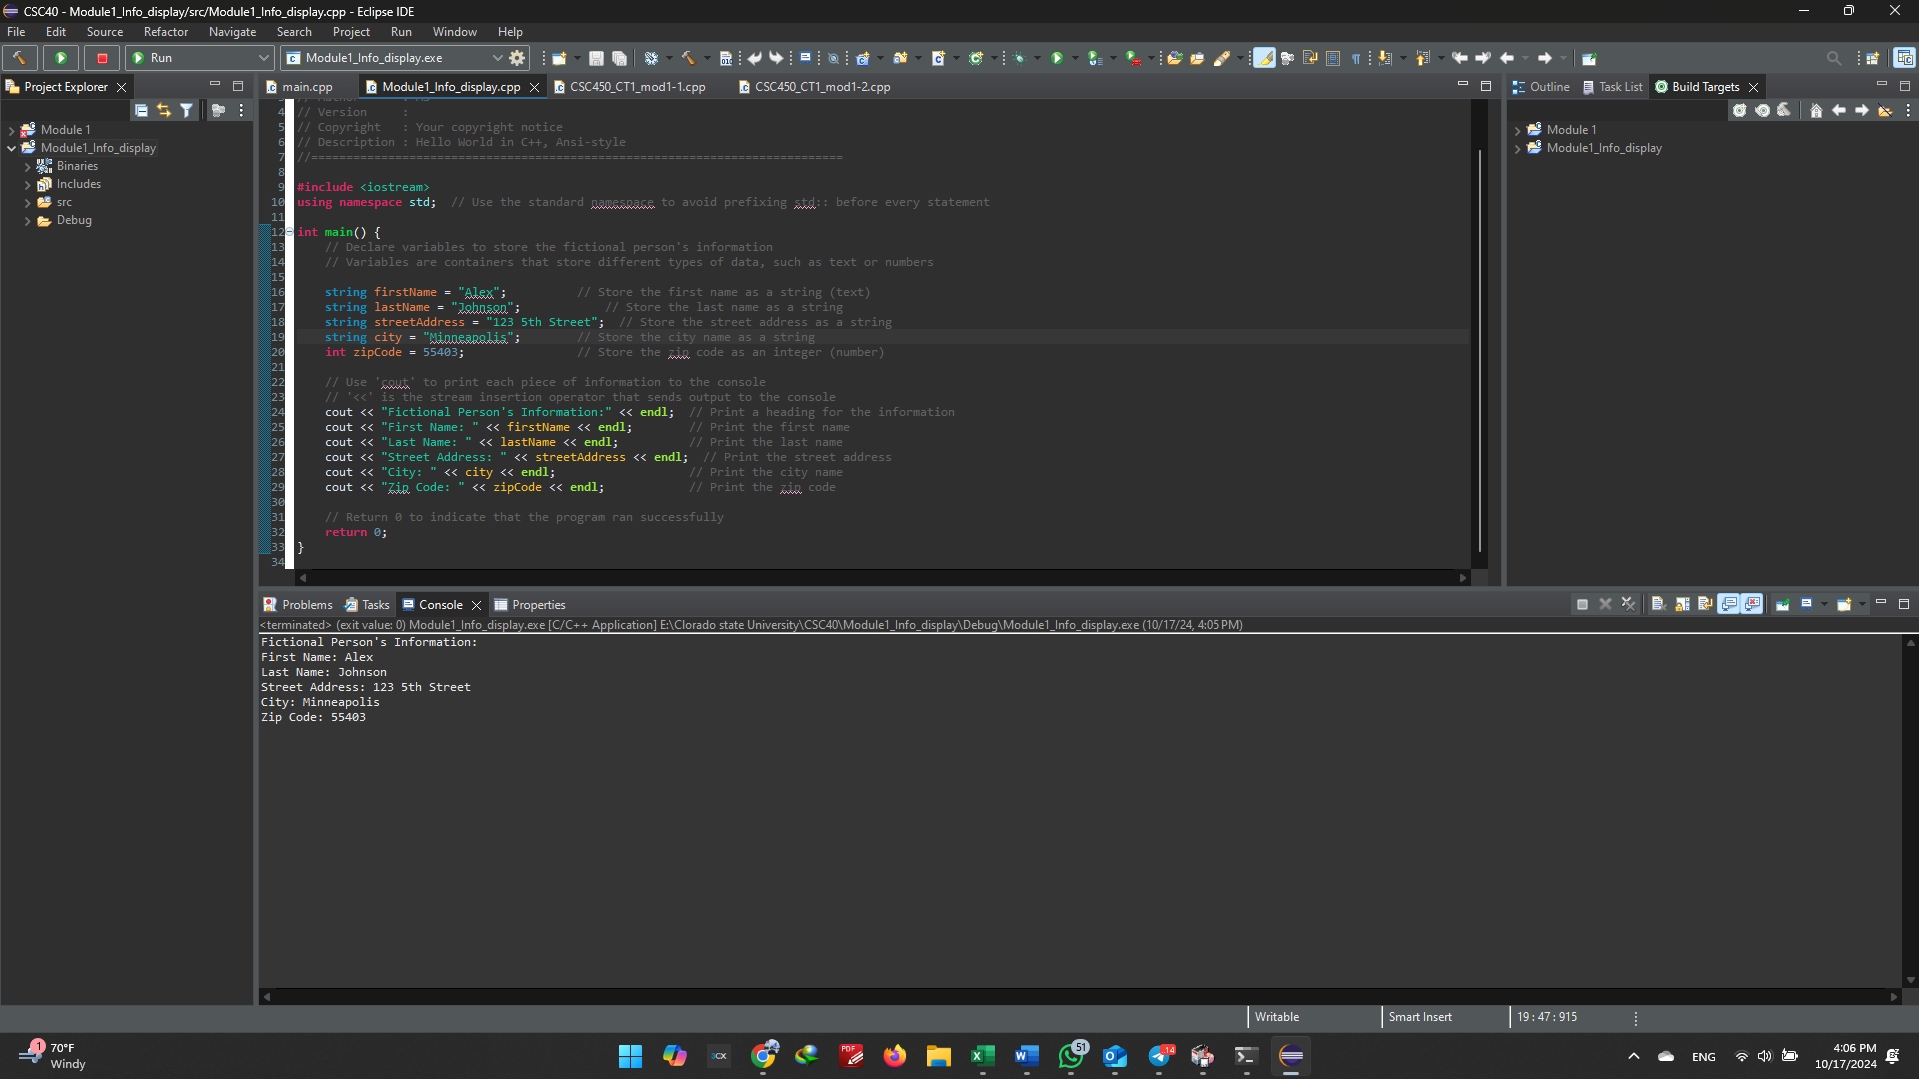 CSC40 - Module1_Info_display/src/Module1_Info_display.cpp - Eclipse IDE
File Edit Source Refactor Navigate Search Project Run Window Help
Run Module1_Info_display.exe
Project Explorer
Module 1
Module1_Info_display
Binaries
Includes
src
Debug
main.cpp Module1_Info_display.cpp CSC450_CT1_mod1-1.cpp CSC450_CT1_mod1-2.cpp
4 // Version :
5 // Copyright : Your copyright notice
6 // Description : Hello World in C++, Ansi-style
7 //============================================================================
8
9 #include <iostream>
10 using namespace std; // Use the standard namespace to avoid prefixing std:: before every statement
11
12 int main() {
13 // Declare variables to store the fictional person's information
14 // Variables are containers that store different types of data, such as text or numbers
15
16 string firstName = "Alex"; // Store the first name as a string (text)
17 string lastName = "Johnson"; // Store the last name as a string
18 string streetAddress = "123 5th Street"; // Store the street address as a string
19 string city = "Minneapolis"; // Store the city name as a string
20 int zipCode = 55403; // Store the zip code as an integer (number)
21
22 // Use 'cout' to print each piece of information to the console
23 // '<<' is the stream insertion operator that sends output to the console
24 cout << "Fictional Person's Information:" << endl; // Print a heading for the information
25 cout << "First Name: " << firstName << endl; // Print the first name
26 cout << "Last Name: " << lastName << endl; // Print the last name
27 cout << "Street Address: " << streetAddress << endl; // Print the street address
28 cout << "City: " << city << endl; // Print the city name
29 cout << "Zip Code: " << zipCode << endl; // Print the zip code
30
31 // Return 0 to indicate that the program ran successfully
32 return 0;
33 }
34
Outline Task List Build Targets
Module 1
Module1_Info_display
Problems Tasks Console Properties
<terminated> (exit value: 0) Module1_Info_display.exe [C/C++ Application] E:\Clorado state University\CSC40\Module1_Info_display\Debug\Module1_Info_display.exe (10/17/24, 4:05 PM)
Fictional Person's Information:
First Name: Alex
Last Name: Johnson
Street Address: 123 5th Street
City: Minneapolis
Zip Code: 55403
Writable Smart Insert 19 : 47 : 915
1
70°F
Windy
3CX
PDF
51
14
ENG
4:06 PM
10/17/2024